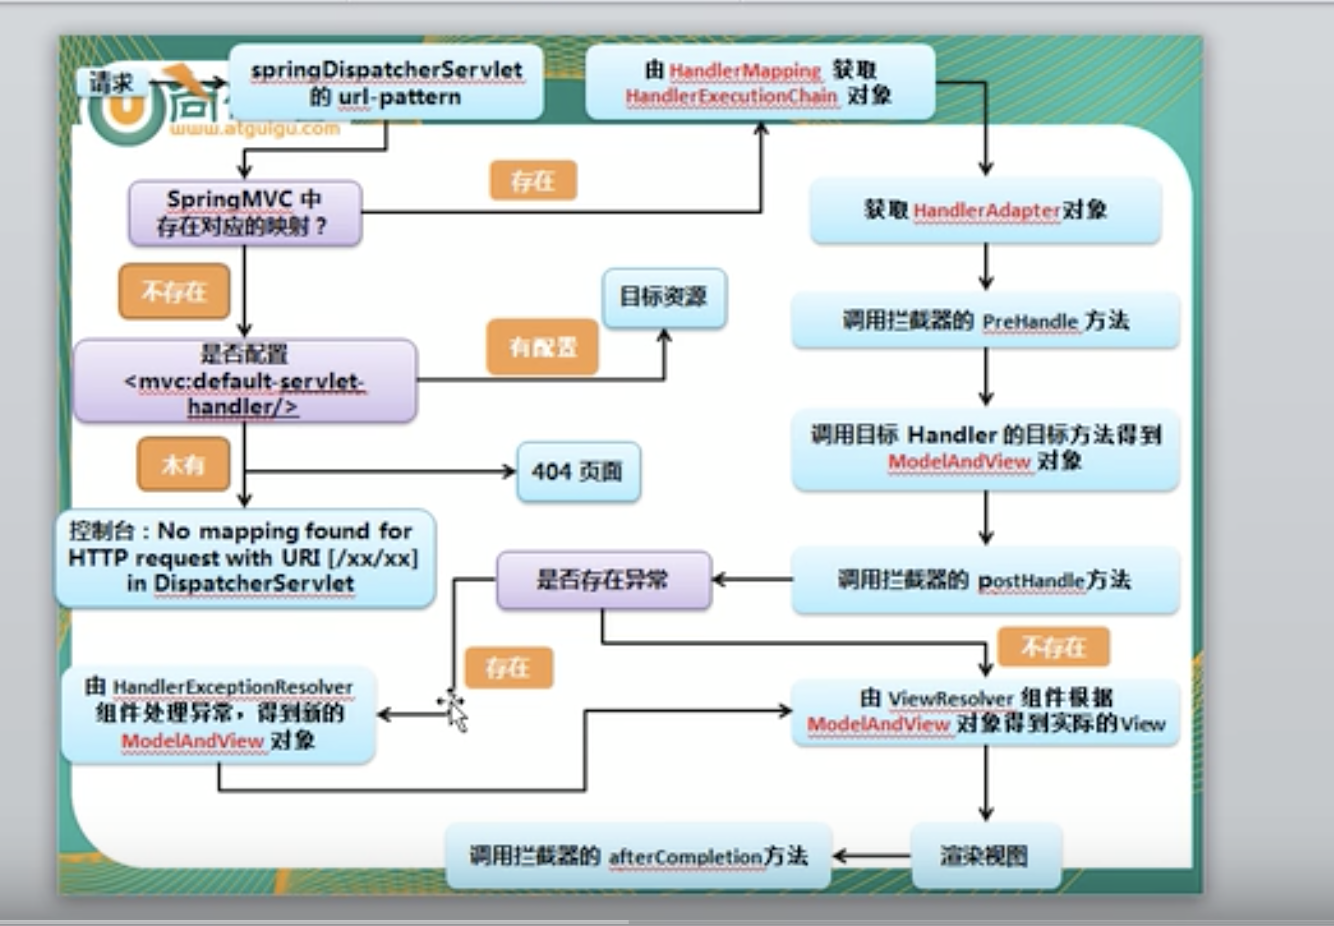 请求
springDispatcherServlet
的 url-pattern
由 HandlerMapping 获取
HandlerExecutionChain 对象
www.atguigu.com
存在
SpringMVC 中
存在对应的映射？
获取 HandlerAdapter对象
不存在
目标资源
有配置
调用拦截器的 PreHandle 方法
是否配置
<mvc:default-servlet-
handler/>
调用目标 Handler 的目标方法得到
ModelAndView 对象
木有
404 页面
控制台：No mapping found for
HTTP request with URI [/xx/xx]
in DispatcherServlet
是否存在异常
调用拦截器的 postHandle方法
存在
不存在
由 HandlerExceptionResolver
组件处理异常，得到新的
ModelAndView 对象
由 ViewResolver 组件根据
ModelAndView 对象得到实际的View
调用拦截器的 afterCompletion方法
渲染视图